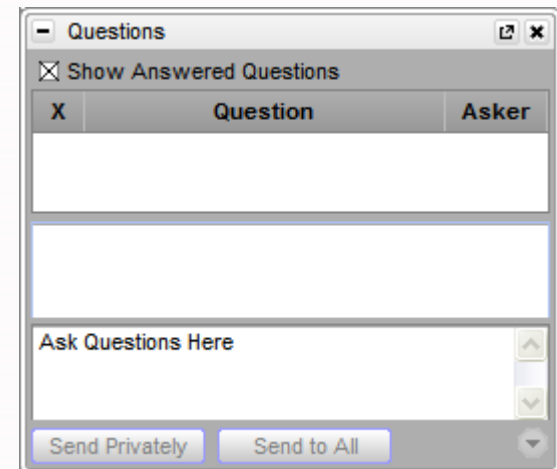 Questions
Show Answered Questions
X Question Asker
Ask Questions Here
Send Privately Send to All